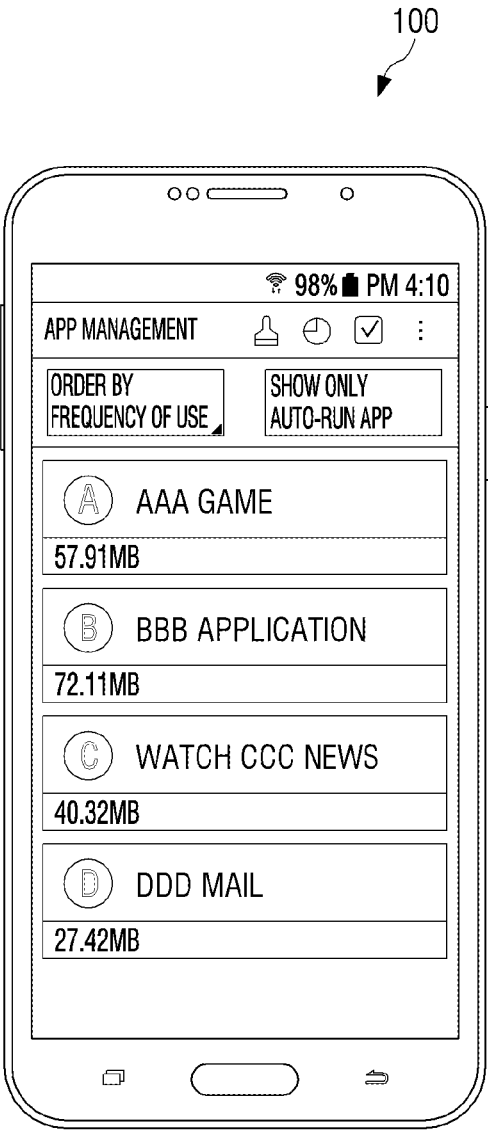 100
98% PM 4:10
APP MANAGEMENT
ORDER BY
FREQUENCY OF USE
SHOW ONLY
AUTO-RUN APP
A AAA GAME
57.91MB
B BBB APPLICATION
72.11MB
C WATCH CCC NEWS
40.32MB
D DDD MAIL
27.42MB